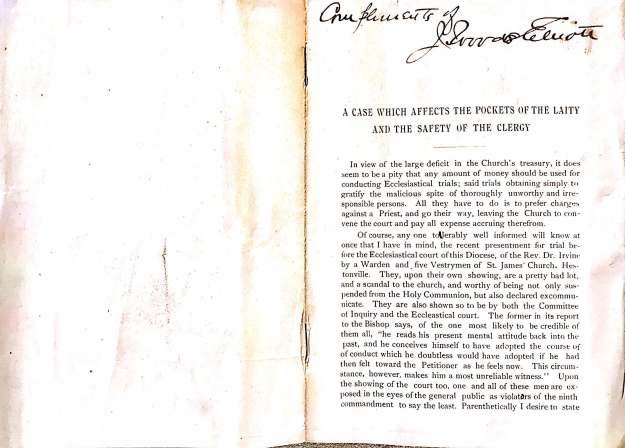 Compliments of
J. Woods Elliott
A CASE WHICH AFFECTS THE POCKETS OF THE LAITY
AND THE SAFETY OF THE CLERGY
In view of the large deficit in the Church's treasury, it does
seem to be a pity that any amount of money should be used for
conducting Ecclesiastical trials; said trials obtaining simply to
gratify the malicious spite of thoroughly unworthy and irre-
sponsible persons. All they have to do is to prefer charges
against a Priest, and go their way, leaving the Church to con-
vene the court and pay all expense accruing therefrom.
Of course, any one tolerably well informed will know at
once that I have in mind, the recent presentment for trial be-
fore the Ecclesiastical court of this Diocese, of the Rev. Dr. Irvine
by a Warden and five Vestrymen of St. James' Church, Hes-
tonville. They, upon their own showing, are a pretty bad lot,
and a scandal to the church, and worthy of being not only sus-
pended from the Holy Communion, but also declared excommu-
nicate. They are also shown so to be by both the Committee
of Inquiry and the Ecclesiastical court. The former in its report
to the Bishop says, of the one most likely to be credible of
them all, "he reads his present mental attitude back into the
past, and he conceives himself to have adopted the course of
of conduct which he doubtless would have adopted if he had
then felt toward the Petitioner as he feels now. This circum-
stance, however, makes him a most unreliable witness." Upon
the showing of the court too, one and all of these men are ex-
posed in the eyes of the general public as violators of the ninth
commandment to say the least. Parenthetically I desire to state